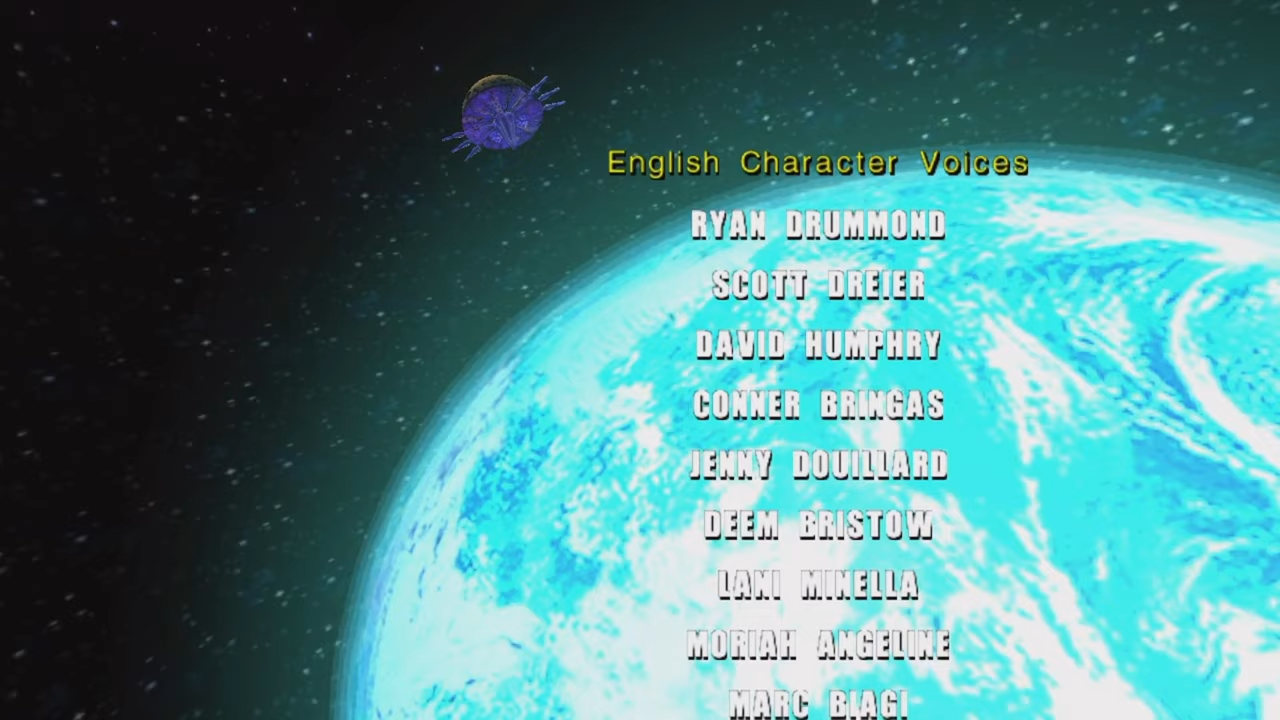 English Character Voices
RYAN DRUMMOND
SCOTT DREIER
DAVID HUMPHRY
CONNER BRINGAS
JENNY DOUILLARD
DEEM BRISTOW
LANI MINELLA
MORIAH ANGELINE
MARC BIAGI